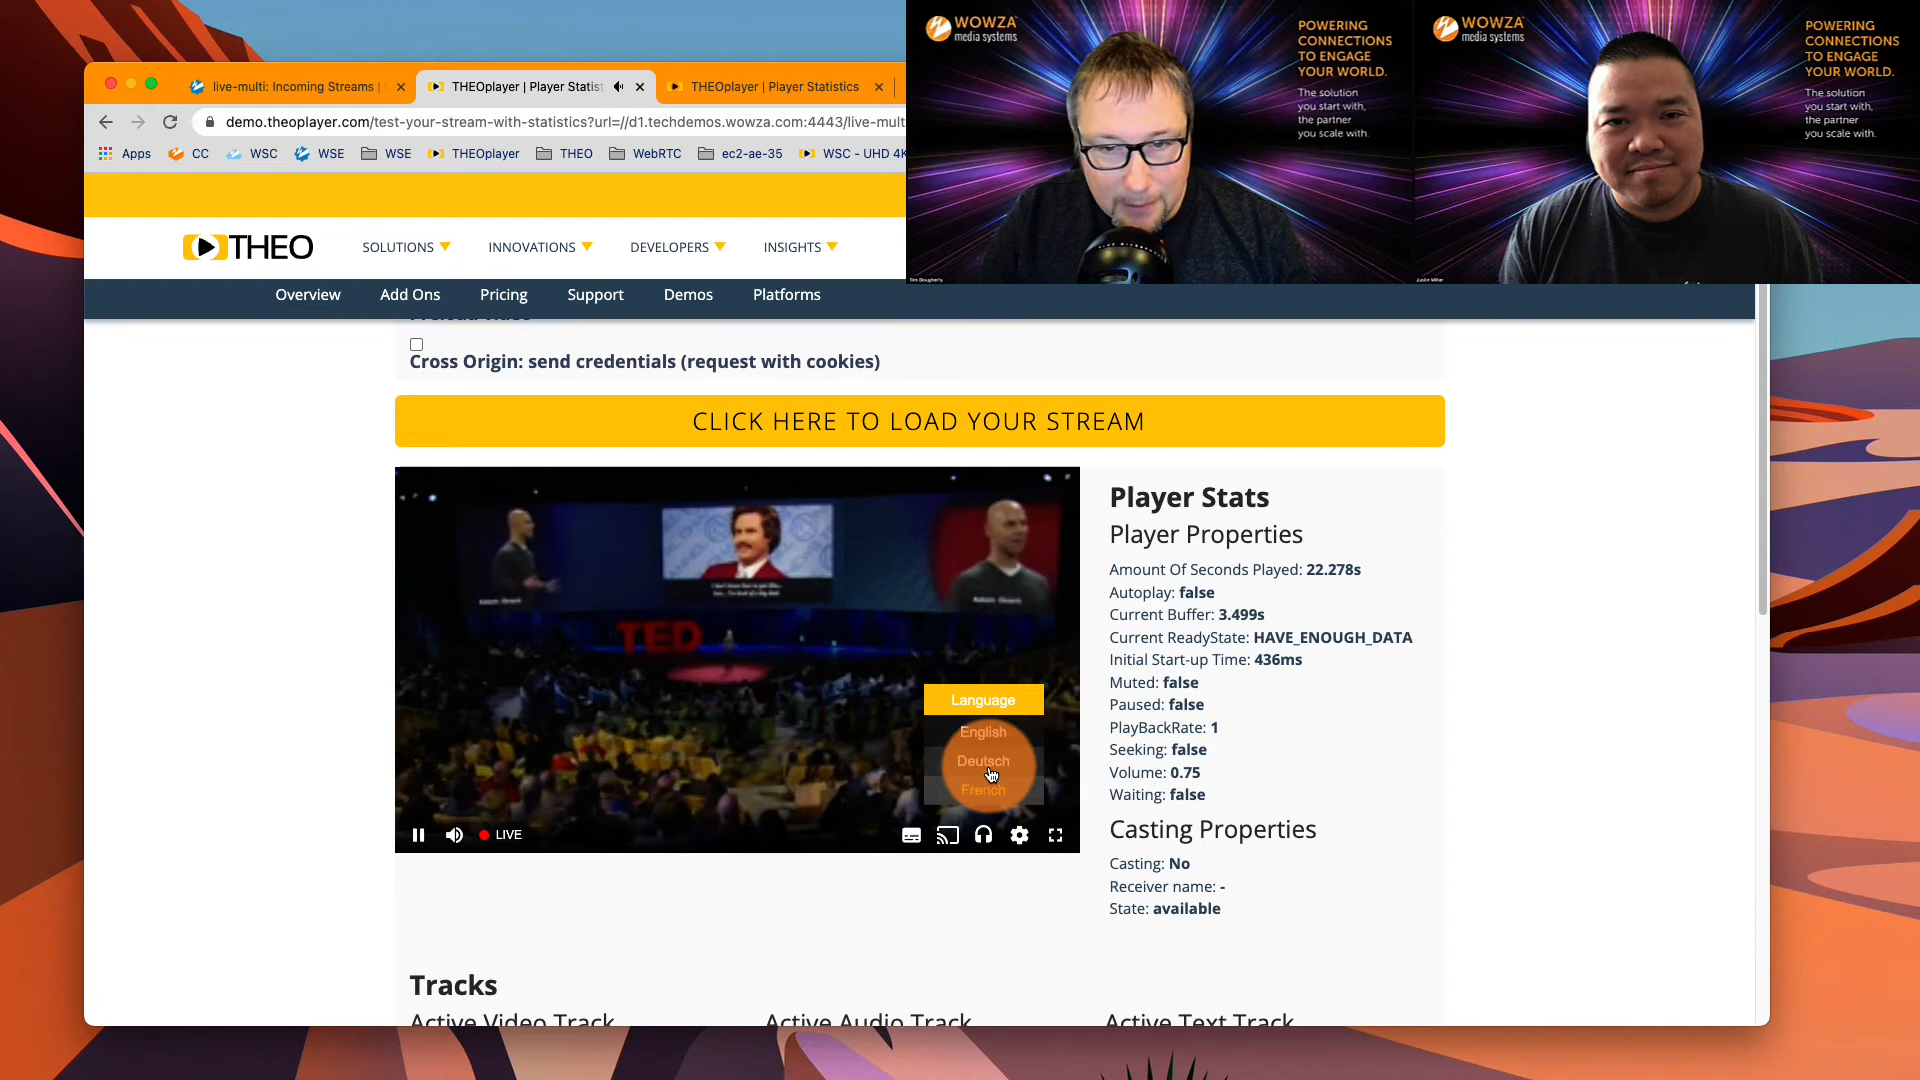 live-multi: Incoming Streams |
THEOplayer | Player Statist
THEOplayer | Player Statistics
demo.theoplayer.com/test-your-stream-with-statistics?url=//d1.techdemos.wowza.com:4443/live-mult
Apps
CC
WSC
WSE
WSE
THEOplayer
THEO
WebRTC
ec2-ae-35
WSC - UHD 4K
WOWZA
media systems
POWERING
CONNECTIONS
TO ENGAGE
YOUR WORLD.
The solution
you start with,
the partner
you scale with.
Tim Dougherty
WOWZA
media systems
POWERING
CONNECTIONS
TO ENGAGE
YOUR WORLD.
The solution
you start with,
the partner
you scale with.
Justin Miller
THEO
SOLUTIONS
INNOVATIONS
DEVELOPERS
INSIGHTS
Overview
Add Ons
Pricing
Support
Demos
Platforms
Cross Origin: send credentials (request with cookies)
CLICK HERE TO LOAD YOUR STREAM
TED
Language
English
Deutsch
French
LIVE
Player Stats
Player Properties
Amount Of Seconds Played: 22.278s
Autoplay: false
Current Buffer: 3.499s
Current ReadyState: HAVE_ENOUGH_DATA
Initial Start-up Time: 436ms
Muted: false
Paused: false
PlayBackRate: 1
Seeking: false
Volume: 0.75
Waiting: false
Casting Properties
Casting: No
Receiver name: -
State: available
Tracks
Active Video Track
Active Audio Track
Active Text Track